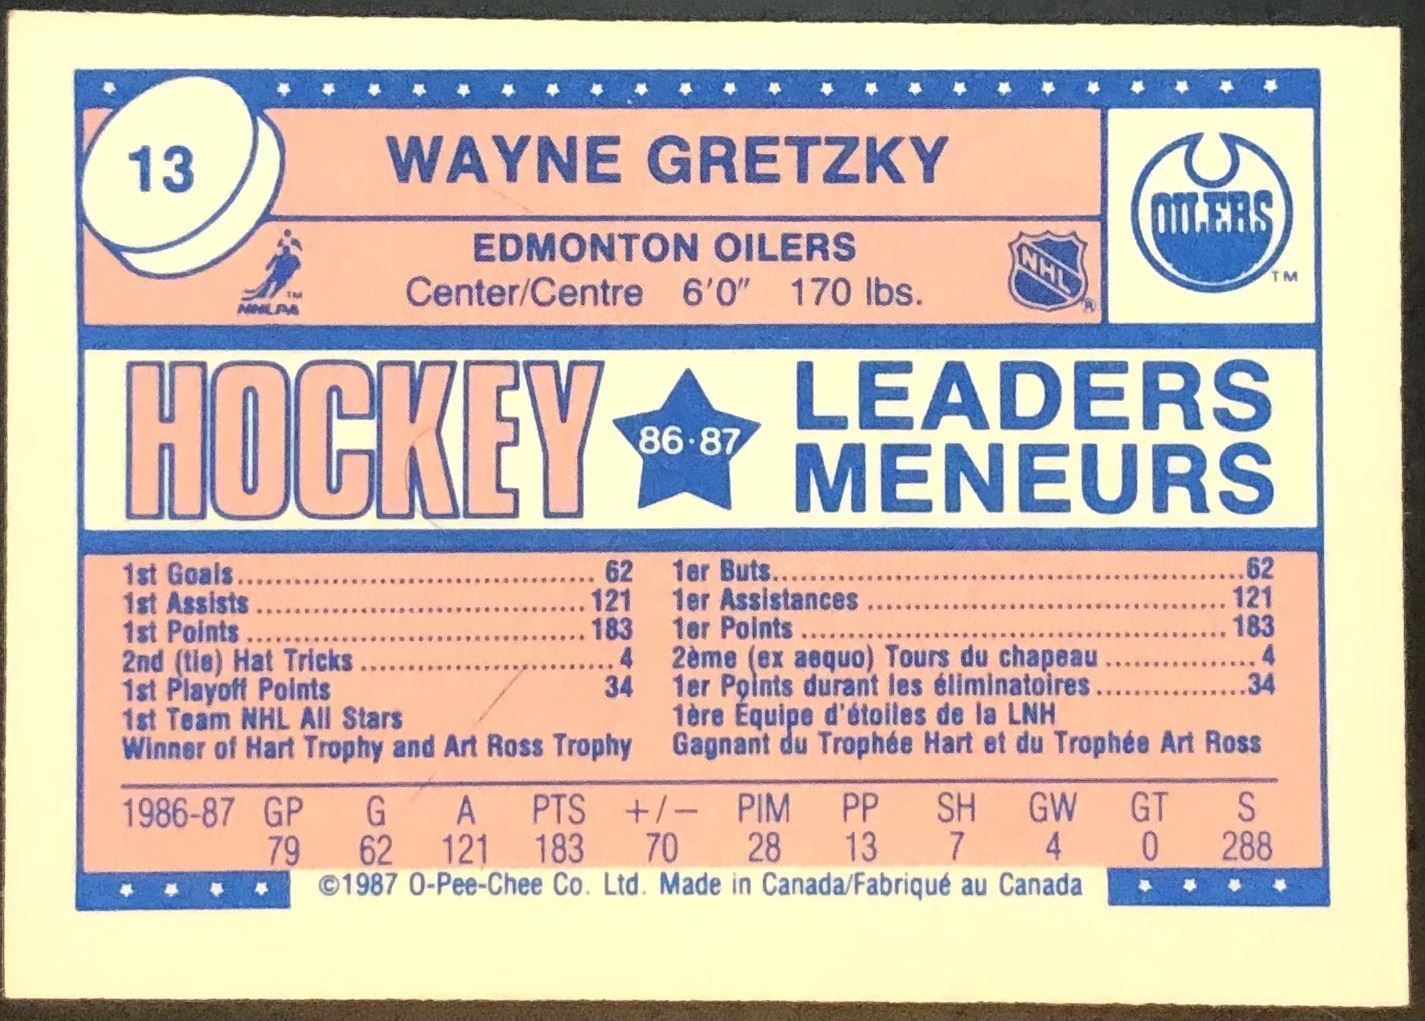 13
WAYNE GRETZKY
OILERS
TM
EDMONTON OILERS
Center/Centre 6'0" 170 lbs.
TM
NHLPA
NHL
®
HOCKEY
86·87
LEADERS
MENEURS
1st Goals 62
1st Assists 121
1st Points 183
2nd (tie) Hat Tricks 4
1st Playoff Points 34
1st Team NHL All Stars
Winner of Hart Trophy and Art Ross Trophy
1er Buts 62
1er Assistances 121
1er Points 183
2ème (ex aequo) Tours du chapeau 4
1er Points durant les éliminatoires 34
1ère Équipe d'étoiles de la LNH
Gagnant du Trophée Hart et du Trophée Art Ross
1986-87 GP G A PTS +/− PIM PP SH GW GT S
79 62 121 183 70 28 13 7 4 0 288
©1987 O-Pee-Chee Co. Ltd. Made in Canada/Fabriqué au Canada